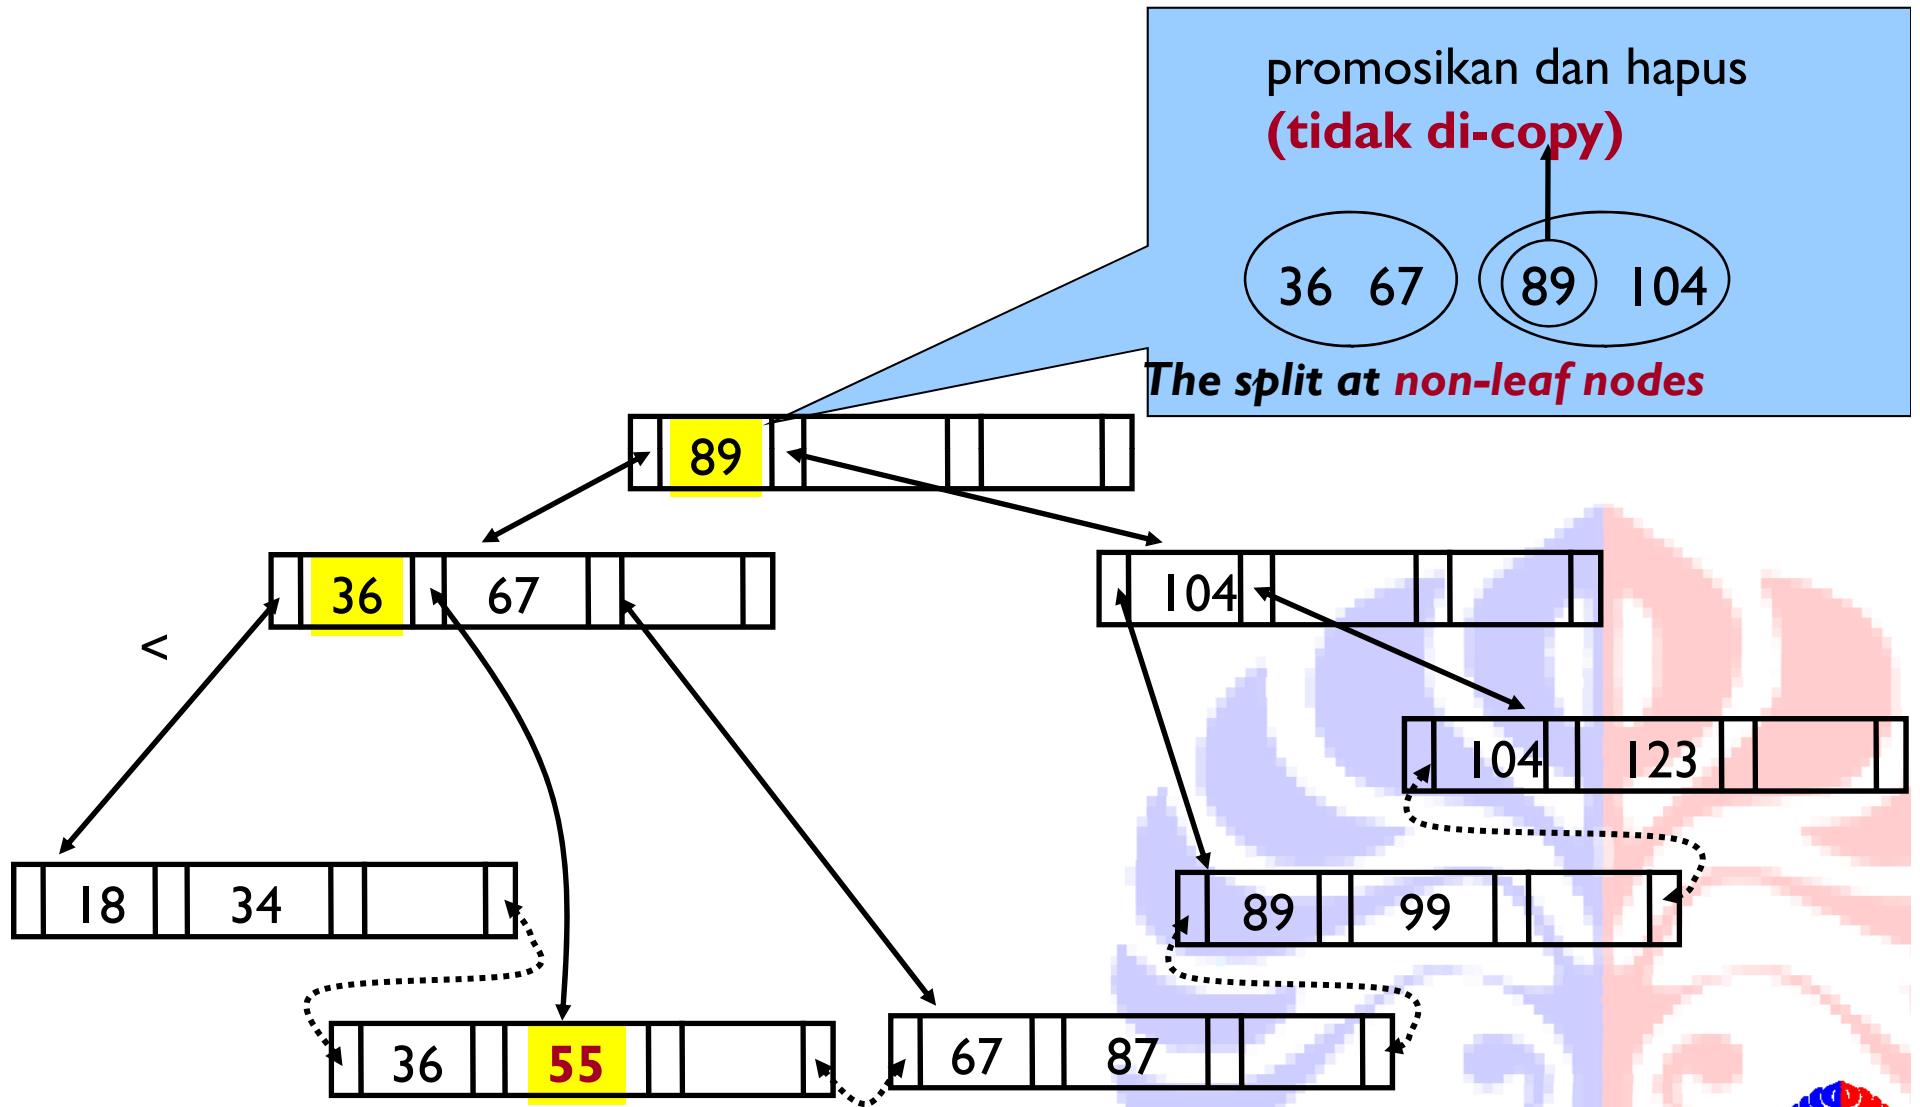 promosikan dan hapus
(tidak di-copy)
36 67 89 104
The split at non-leaf nodes
89
36 67
104
<
104 123
18 34
89 99
36 55
67 87